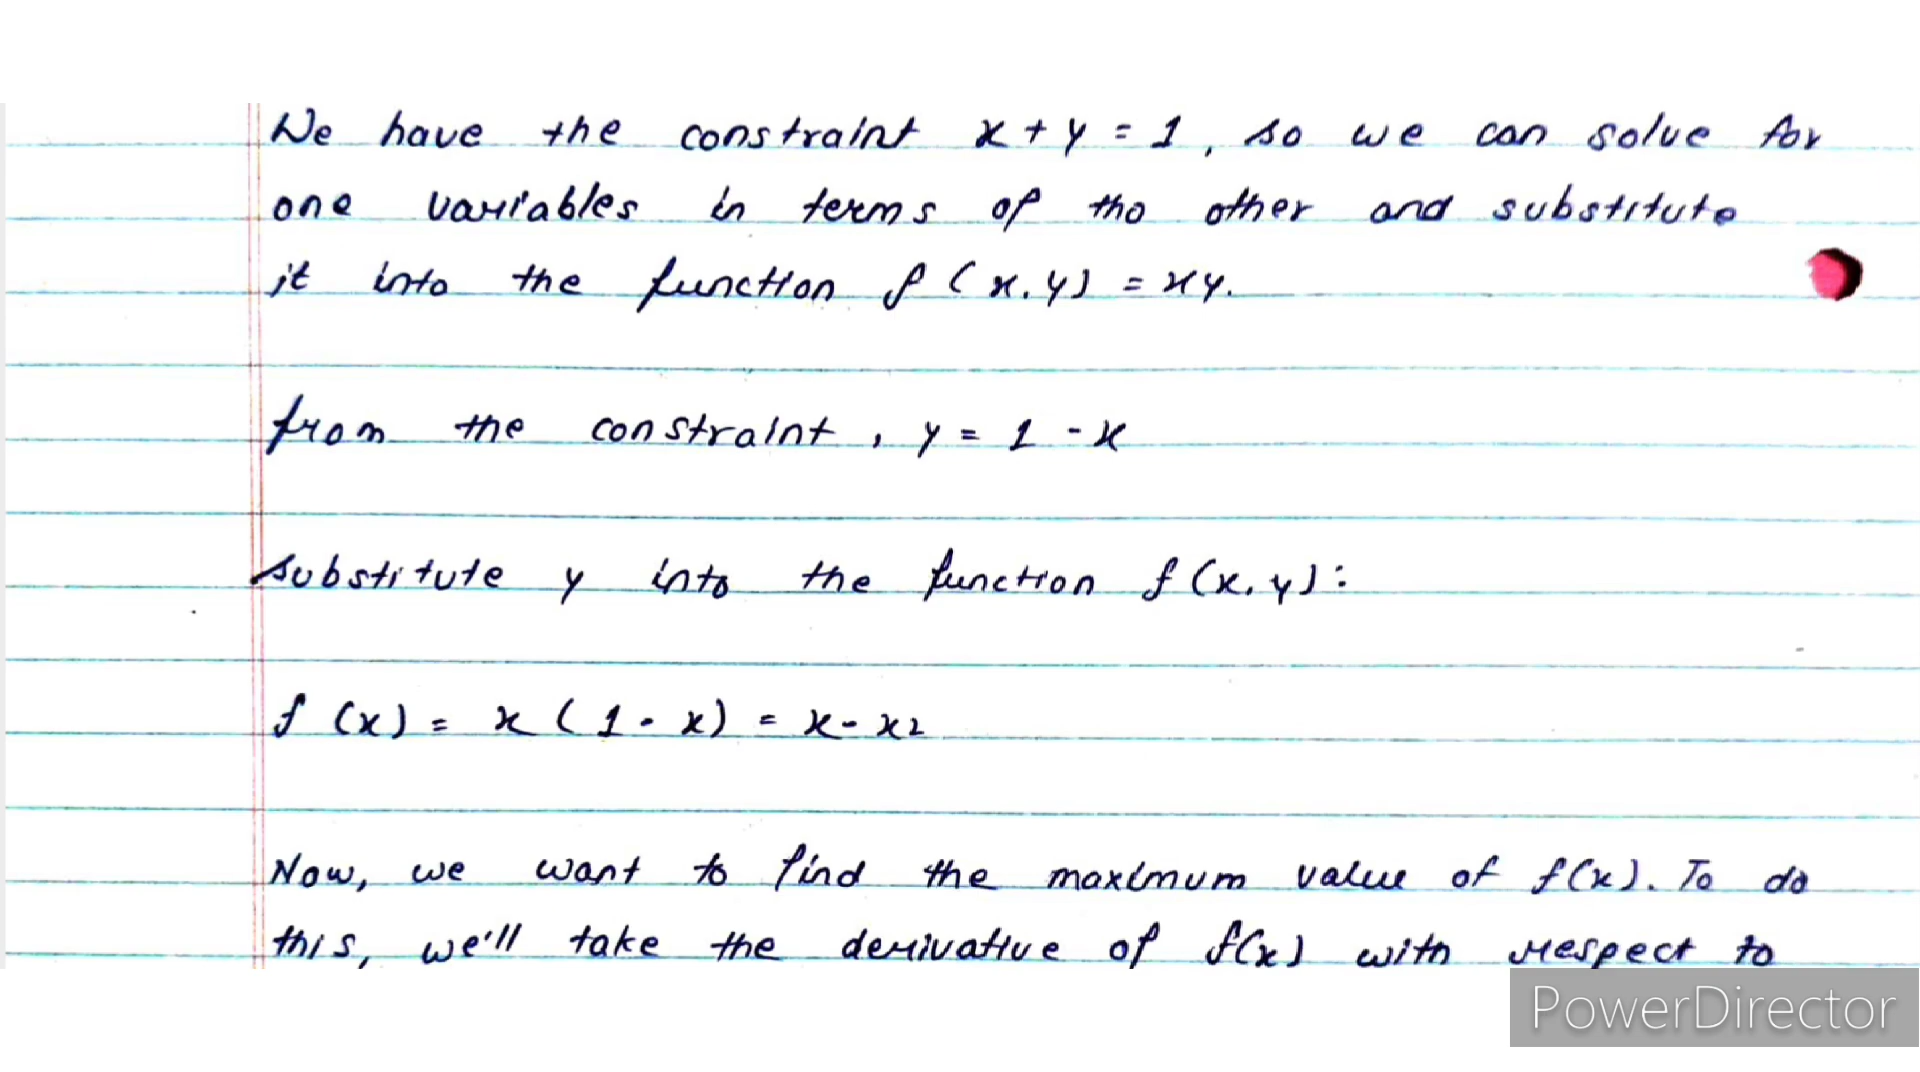 We have the constraint x + y = 1, so we can solve for
one variables in terms of the other and substitute
it into the function f (x.y) = xy.
from the constraint, y = 1 - x
substitute y into the function f (x.y):
f (x) = x (1 - x) = x - x2
Now, we want to find the maximum value of f(x). To do
this, we'll take the derivative of f(x) with respect to
PowerDirector